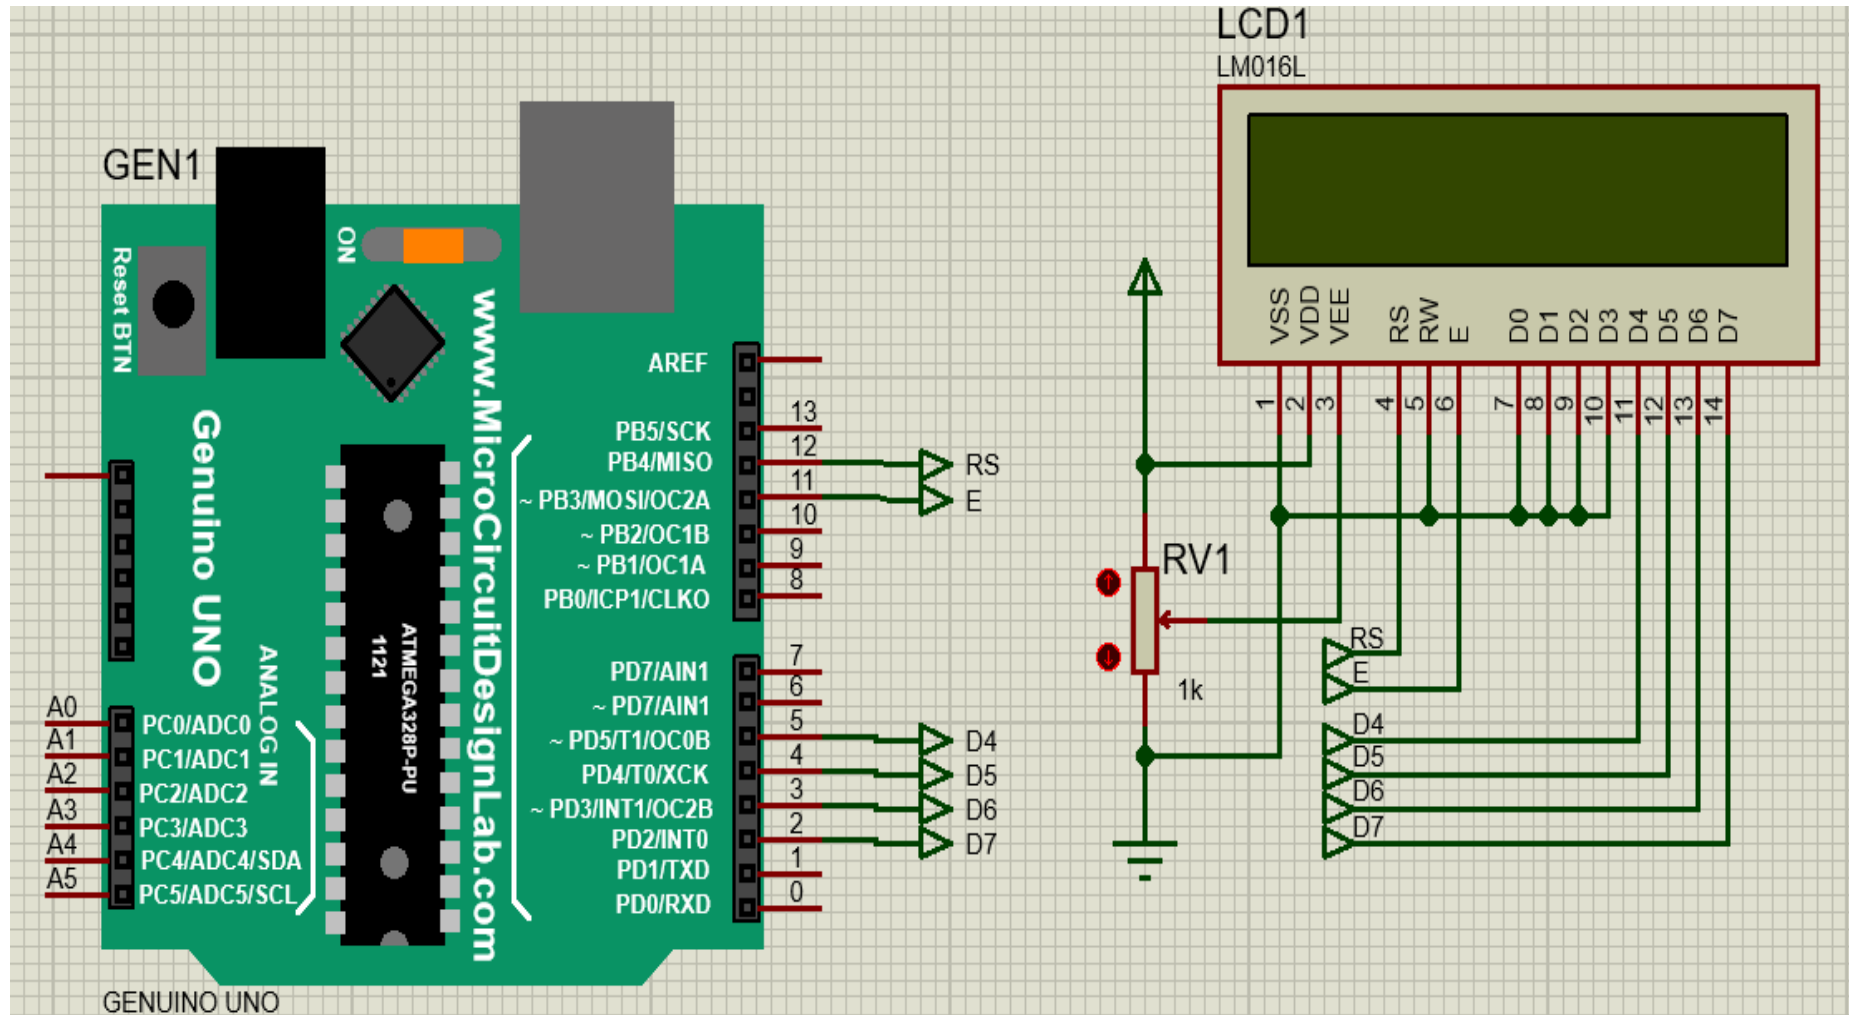 LCD1
LM016L
VSS
VDD
VEE
RS
RW
E
D0
D1
D2
D3
D4
D5
D6
D7
1
2
3
4
5
6
7
8
9
10
11
12
13
14
GEN1
ON
Reset BTN
www.MicroCircuitDesignLab.com
Genuino UNO
ANALOG IN
ATMEGA328P-PU
1121
AREF
PB5/SCK 13
PB4/MISO 12 RS
~ PB3/MOSI/OC2A 11 E
~ PB2/OC1B 10
~ PB1/OC1A 9
PB0/ICP1/CLKO 8
PD7/AIN1 7
~ PD7/AIN1 6
~ PD5/T1/OC0B 5 D4
PD4/T0/XCK 4 D5
~ PD3/INT1/OC2B 3 D6
PD2/INT0 2 D7
PD1/TXD 1
PD0/RXD 0
A0 PC0/ADC0
A1 PC1/ADC1
A2 PC2/ADC2
A3 PC3/ADC3
A4 PC4/ADC4/SDA
A5 PC5/ADC5/SCL
GENUINO UNO
RV1
1k
RS
E
D4
D5
D6
D7